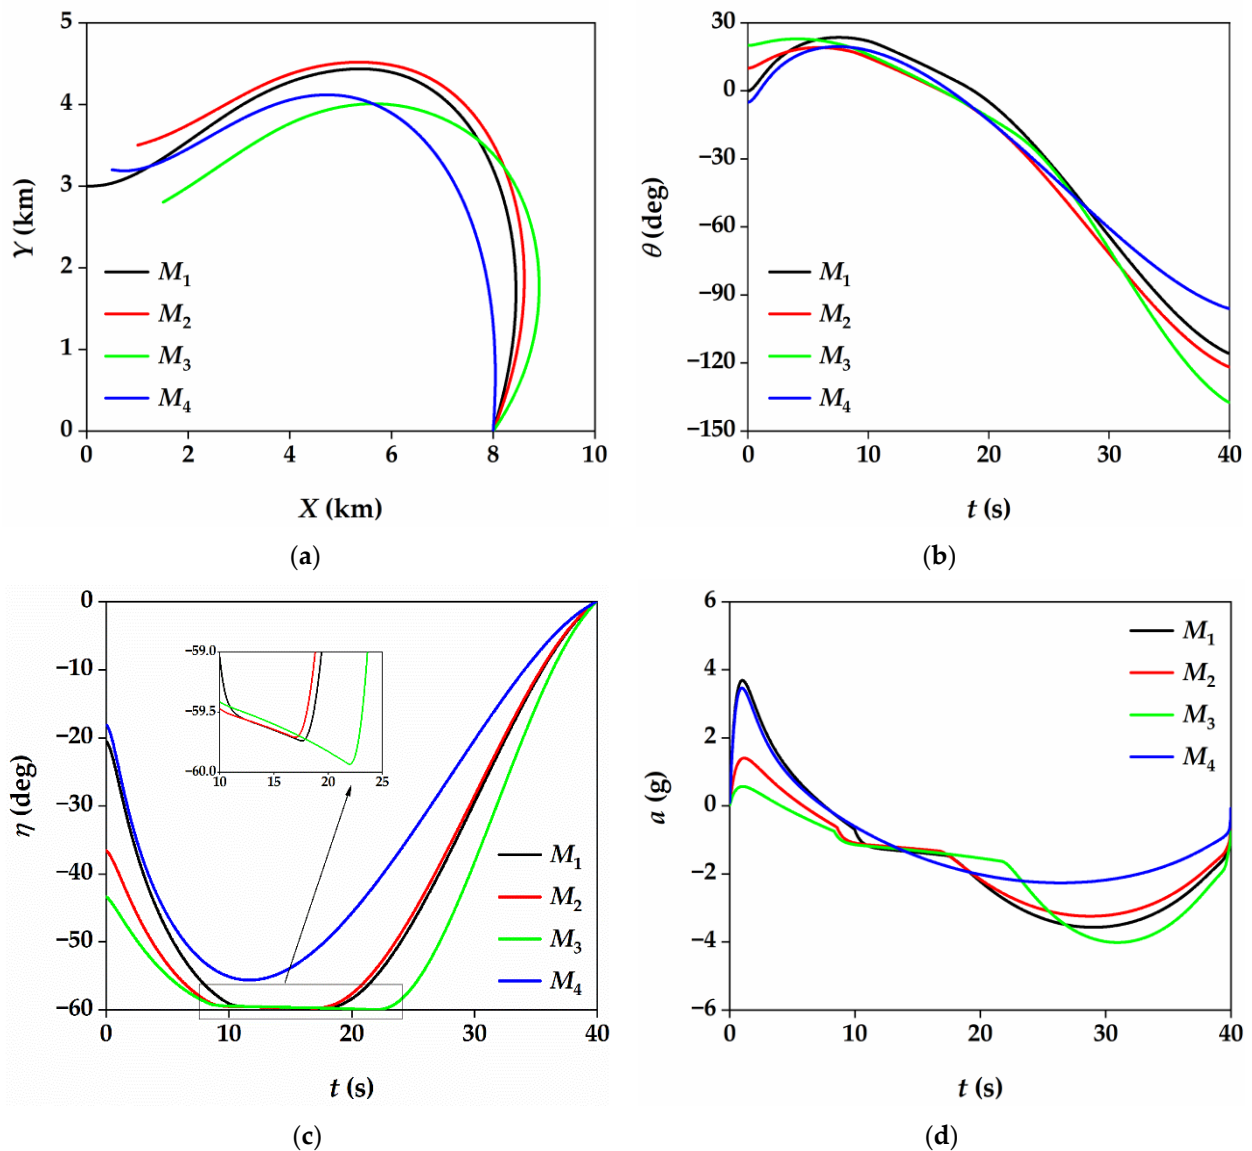 5
4
3
2
1
0
Y (km)
M1
M2
M3
M4
0 2 4 6 8 10
X (km)
(a)
30
0
−30
−60
−90
−120
−150
θ (deg)
M1
M2
M3
M4
0 10 20 30 40
t (s)
(b)
0
−10
−20
−30
−40
−50
−60
η (deg)
−59.0
−59.5
−60.0
10 15 20 25
M1
M2
M3
M4
0 10 20 30 40
t (s)
(c)
6
4
2
0
−2
−4
−6
a (g)
M1
M2
M3
M4
0 10 20 30 40
t (s)
(d)